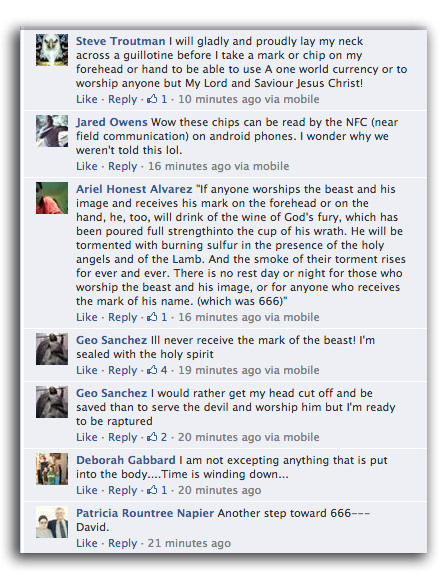 Steve Troutman I will gladly and proudly lay my neck
across a guillotine before I take a mark or chip on my
forehead or hand to be able to use A one world currency or to
worship anyone but My Lord and Saviour Jesus Christ!
Like · Reply · 1 · 10 minutes ago via mobile
Jared Owens Wow these chips can be read by the NFC (near
field communication) on android phones. I wonder why we
weren't told this lol.
Like · Reply · 16 minutes ago via mobile
Ariel Honest Alvarez "If anyone worships the beast and his
image and receives his mark on the forehead or on the
hand, he, too, will drink of the wine of God's fury, which has
been poured full strengthinto the cup of his wrath. He will be
tormented with burning sulfur in the presence of the holy
angels and of the Lamb. And the smoke of their torment rises
for ever and ever. There is no rest day or night for those who
worship the beast and his image, or for anyone who receives
the mark of his name. (which was 666)"
Like · Reply · 1 · 16 minutes ago via mobile
Geo Sanchez Ill never receive the mark of the beast! I'm
sealed with the holy spirit
Like · Reply · 4 · 19 minutes ago via mobile
Geo Sanchez I would rather get my head cut off and be
saved than to serve the devil and worship him but I'm ready
to be raptured
Like · Reply · 2 · 20 minutes ago via mobile
Deborah Gabbard I am not excepting anything that is put
into the body....Time is winding down...
Like · Reply · 1 · 20 minutes ago
Patricia Rountree Napier Another step toward 666---
David.
Like · Reply · 21 minutes ago